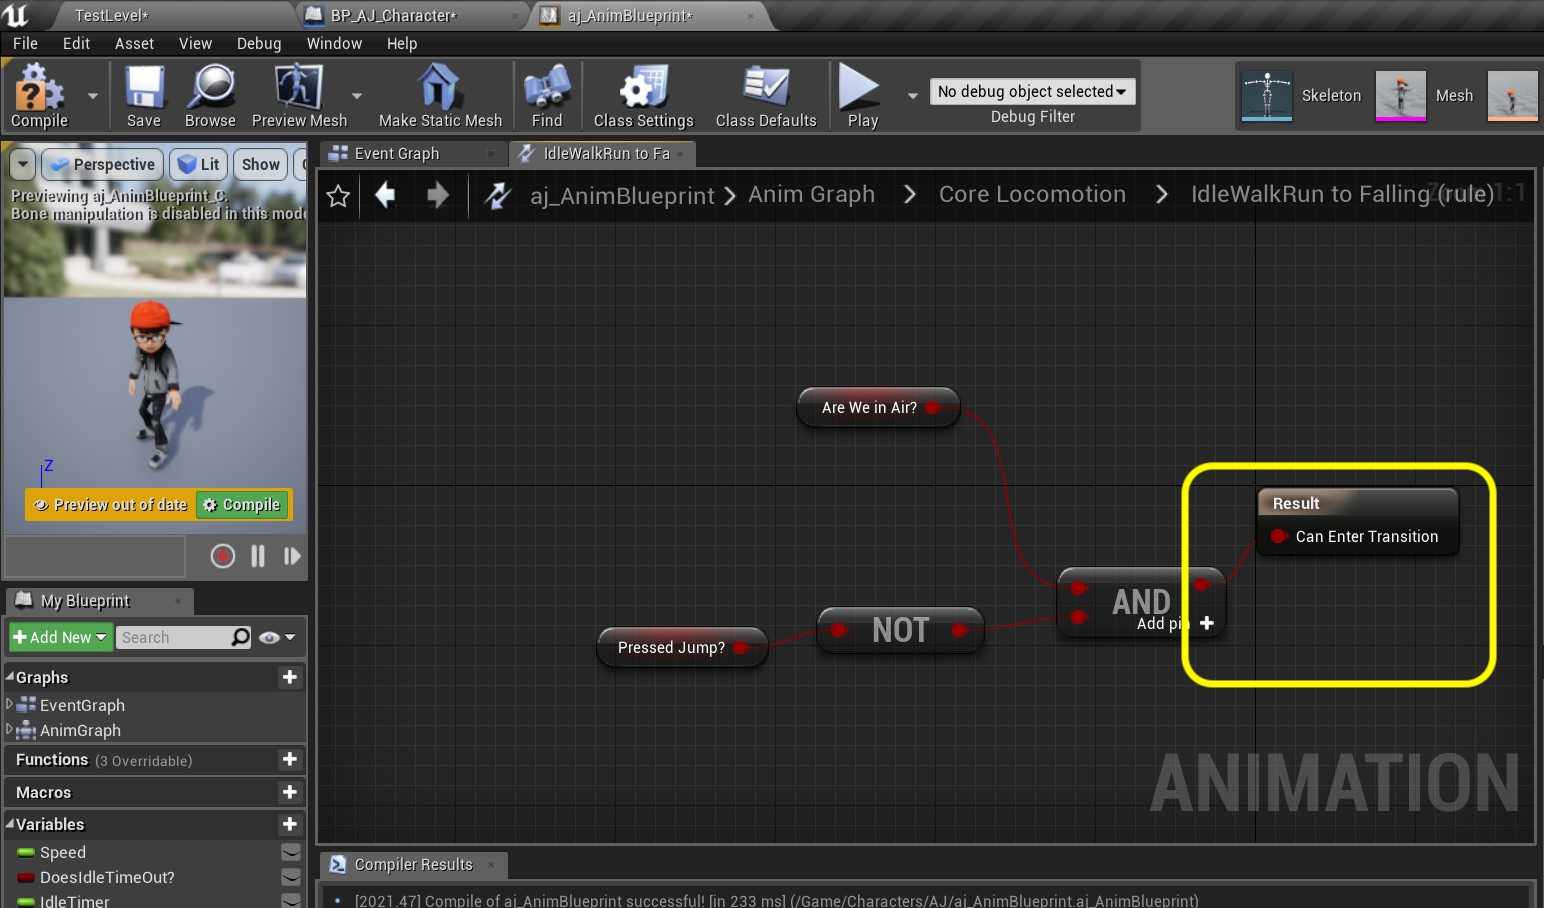 TestLevel*
BP_AJ_Character*
aj_AnimBlueprint*
File Edit Asset View Debug Window Help
Compile
Save
Browse
Preview Mesh
Make Static Mesh
Find
Class Settings
Class Defaults
Play
No debug object selected
Debug Filter
Skeleton
Mesh
Perspective
Lit
Show
Previewing aj_AnimBlueprint_C.
Bone manipulation is disabled in this mode
Z
Preview out of date
Compile
Event Graph
IdleWalkRun to Fa
aj_AnimBlueprint > Anim Graph > Core Locomotion > IdleWalkRun to Falling (rule)
Zoom 1:1
Are We in Air?
Pressed Jump?
NOT
AND
Add pin +
Result
Can Enter Transition
ANIMATION
My Blueprint
+ Add New
Search
Graphs
EventGraph
AnimGraph
Functions (3 Overridable)
Macros
Variables
Speed
DoesIdleTimeOut?
IdleTimer
Compiler Results
[2021.47] Compile of aj_AnimBlueprint successful! [in 233 ms] (/Game/Characters/AJ/aj_AnimBlueprint.aj_AnimBlueprint)